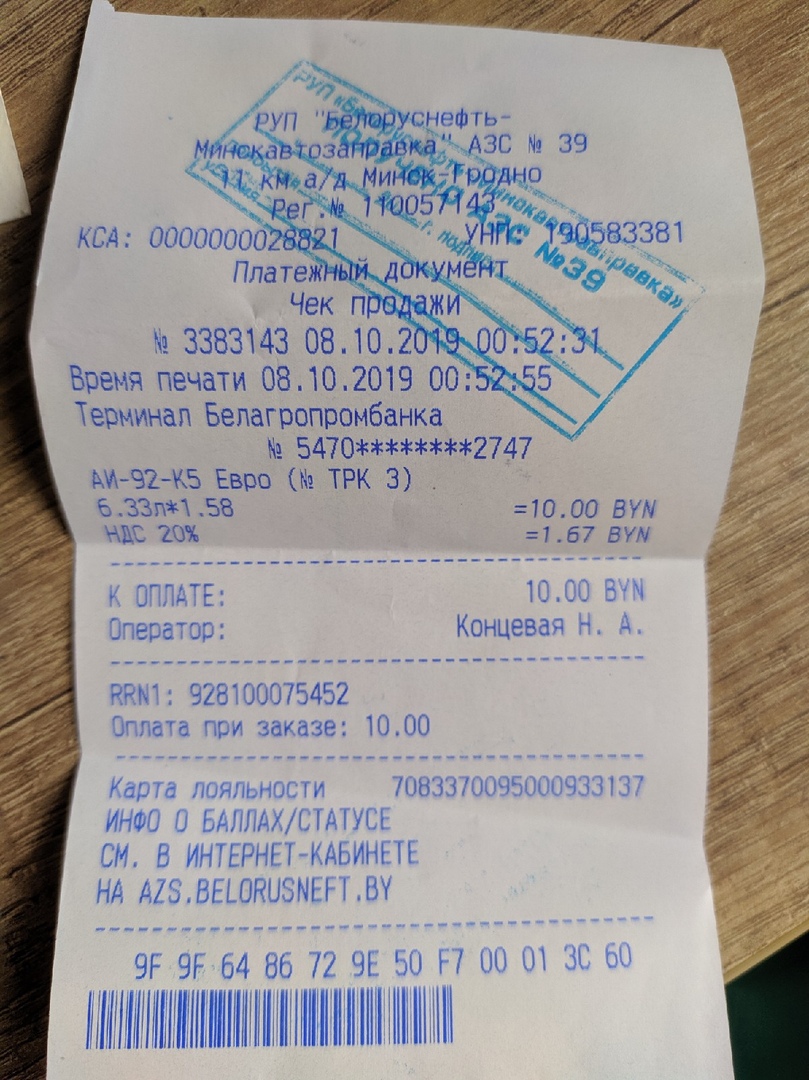 РУП "Белоруснефть-
Минскавтозаправка" АЗС № 39
11 км а/д Минск-Гродно
Рег.№ 110057143
КСА: 0000000028821 УНП: 190583381
Платежный документ
Чек продажи
№ 3383143 08.10.2019 00:52:31
Время печати 08.10.2019 00:52:55
Терминал Белагропромбанка
№ 5470********2747
АИ-92-К5 Евро (№ ТРК 3)
6.33л*1.58 =10.00 BYN
НДС 20% =1.67 BYN
К ОПЛАТЕ: 10.00 BYN
Оператор: Концевая Н. А.
RRN1: 928100075452
Оплата при заказе: 10.00
Карта лояльности 7083370095000933137
ИНФО О БАЛЛАХ/СТАТУСЕ
СМ. В ИНТЕРНЕТ-КАБИНЕТЕ
НА AZS.BELORUSNEFT.BY
9F 9F 64 86 72 9E 50 F7 00 01 3C 60
РУП «Белоруснефть-Минскавтозаправка»
АЗС №39